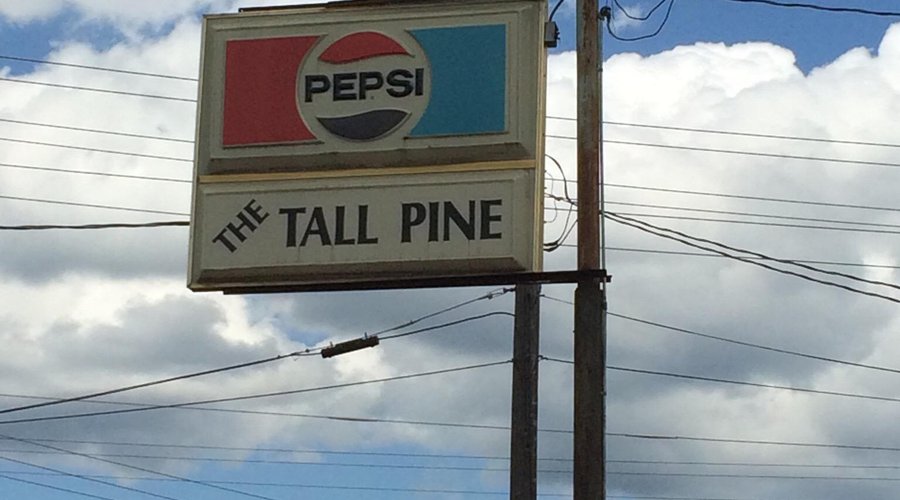 PEPSI
THE TALL PINE